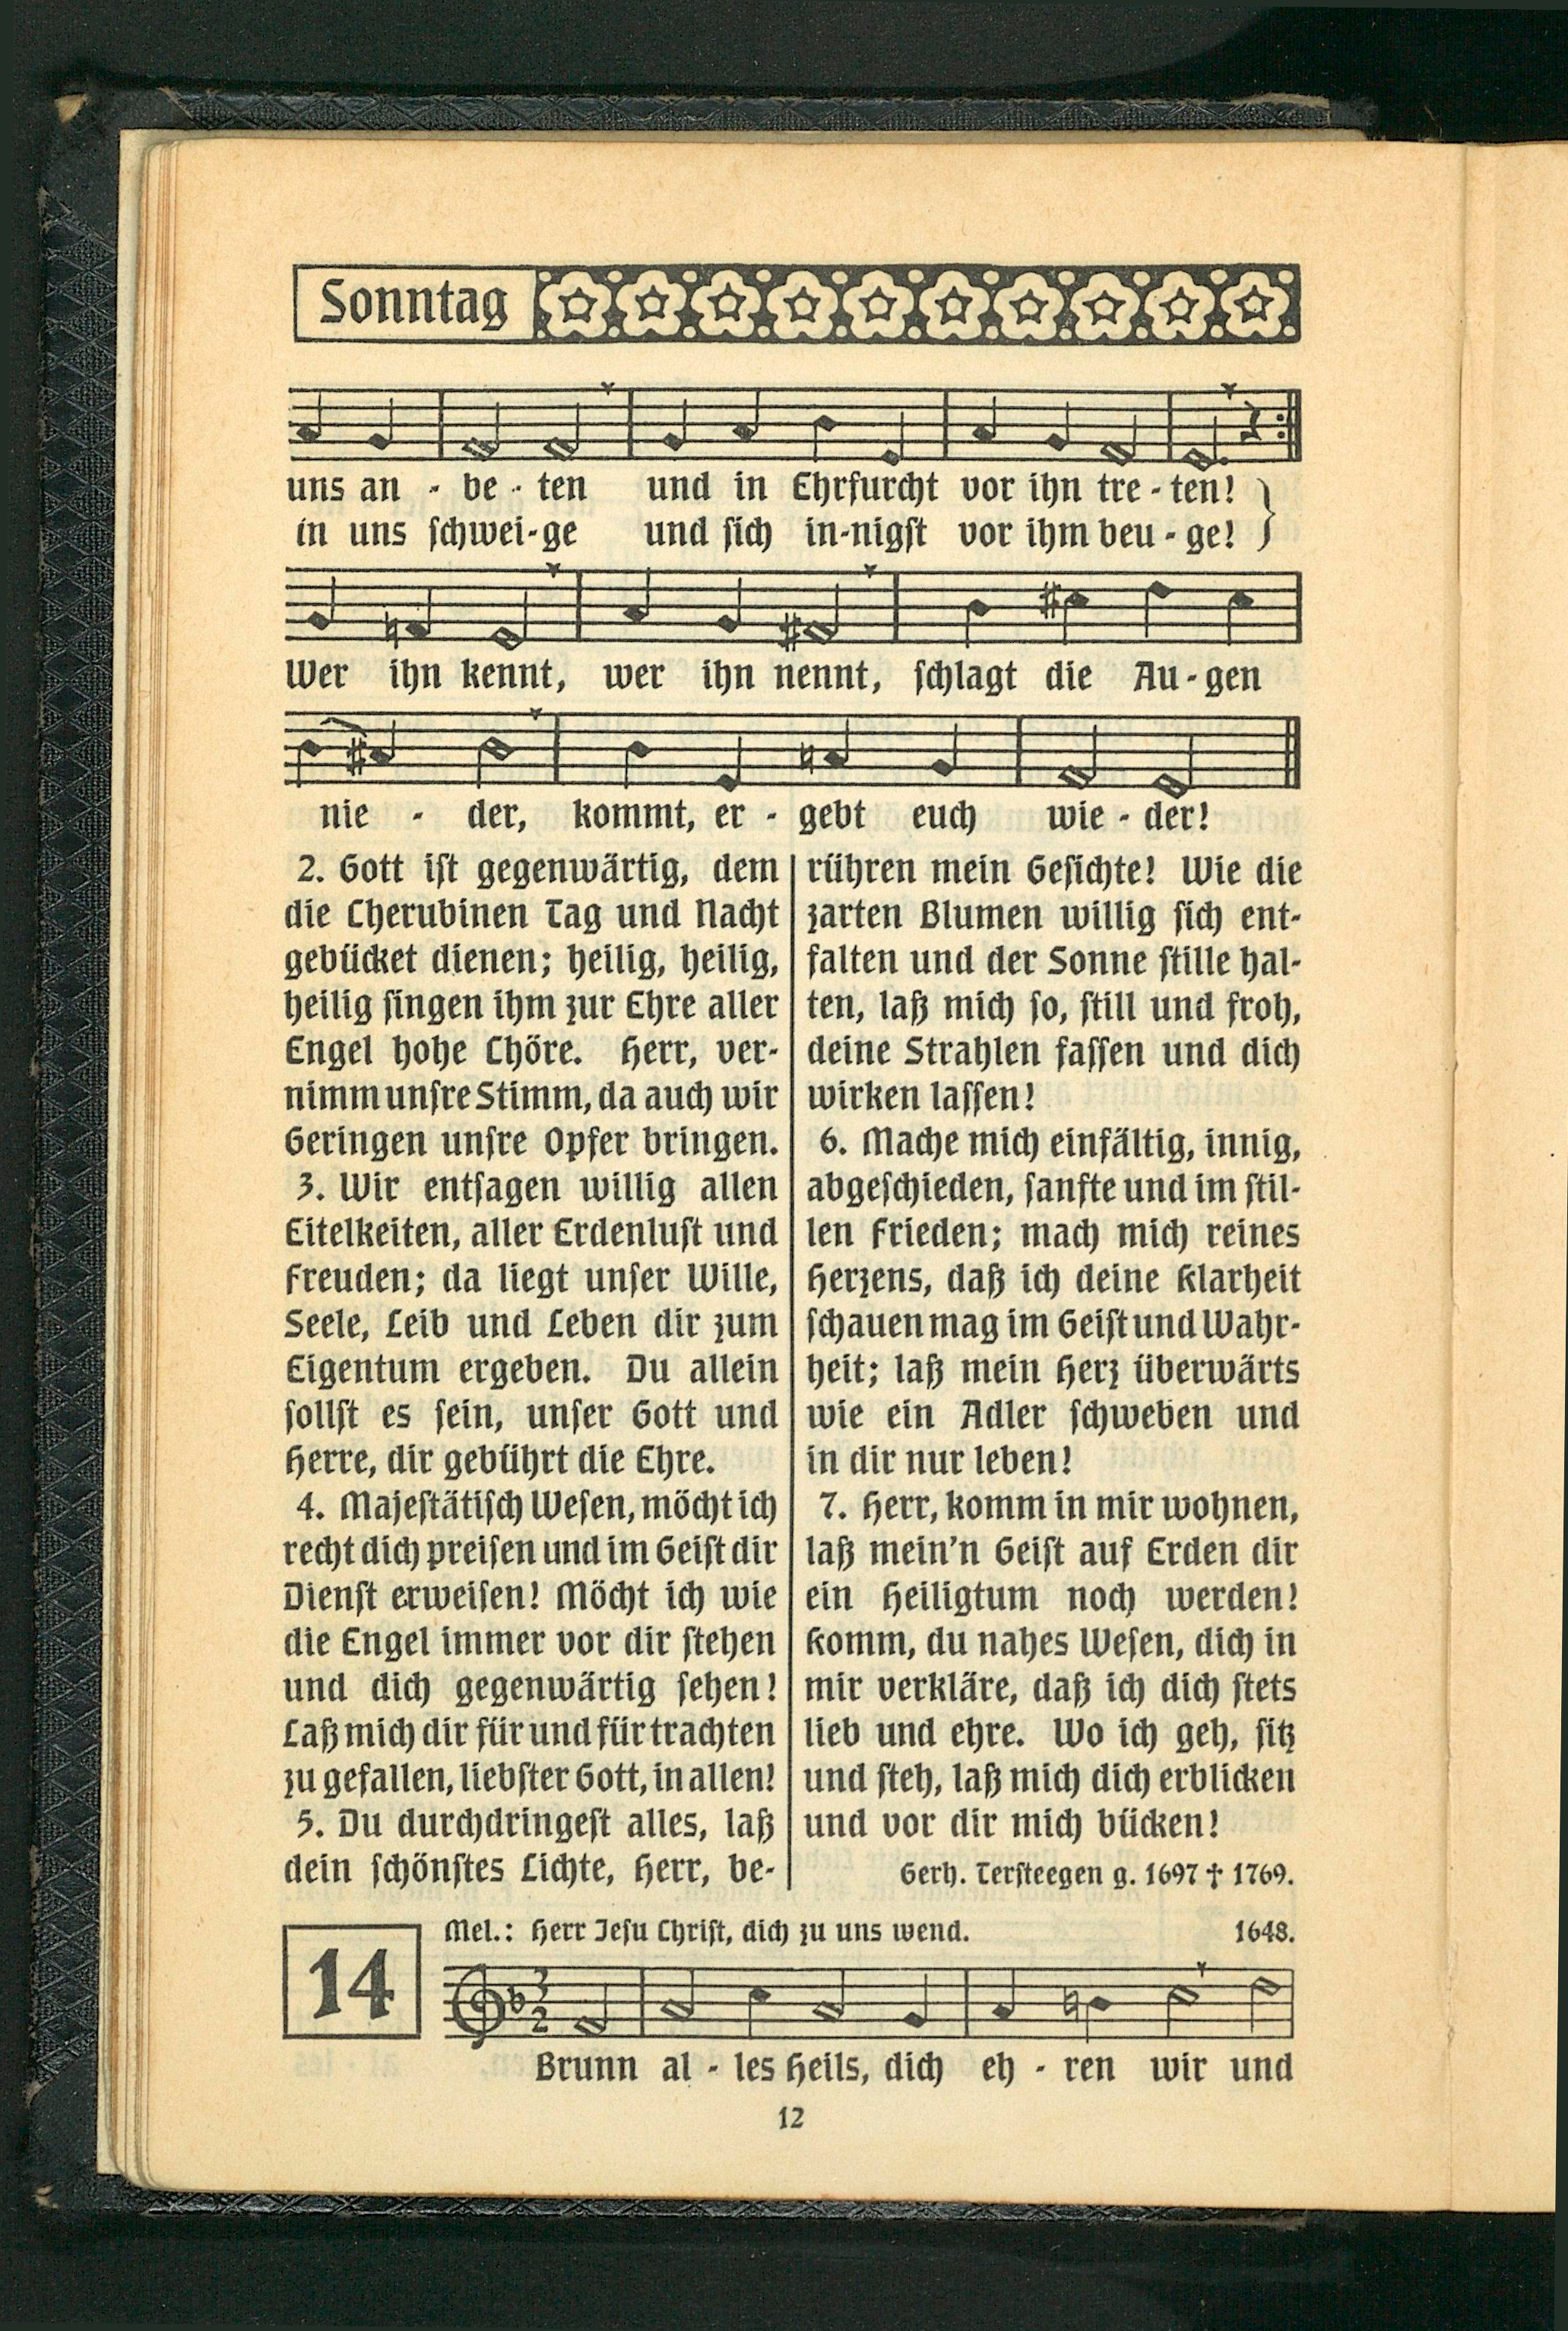 Sonntag
uns an - be - ten und in Ehrfurcht vor ihn tre - ten!
in uns schwei-ge und sich in-nigst vor ihm beu - ge!
Wer ihn kennt, wer ihn nennt, schlagt die Au - gen
nie - der, kommt, er - gebt euch wie - der!
2. Gott ist gegenwärtig, dem
die Cherubinen Tag und Nacht
gebücket dienen; heilig, heilig,
heilig singen ihm zur Ehre aller
Engel hohe Chöre. Herr, ver-
nimm unsre Stimm, da auch wir
Geringen unsre Opfer bringen.
3. Wir entsagen willig allen
Eitelkeiten, aller Erdenlust und
Freuden; da liegt unser Wille,
Seele, Leib und Leben dir zum
Eigentum ergeben. Du allein
sollst es sein, unser Gott und
Herre, dir gebührt die Ehre.
4. Majestätisch Wesen, möcht ich
recht dich preisen und im Geist dir
Dienst erweisen! Möcht ich wie
die Engel immer vor dir stehen
und dich gegenwärtig sehen!
Laß mich dir für und für trachten
zu gefallen, liebster Gott, in allen!
5. Du durchdringest alles, laß
dein schönstes Lichte, Herr, be-
rühren mein Gesichte! Wie die
zarten Blumen willig sich ent-
falten und der Sonne stille hal-
ten, laß mich so, still und froh,
deine Strahlen fassen und dich
wirken lassen!
6. Mache mich einfältig, innig,
abgeschieden, sanfte und im stil-
len Frieden; mach mich reines
Herzens, daß ich deine Klarheit
schauen mag im Geist und Wahr-
heit; laß mein Herz überwärts
wie ein Adler schweben und
in dir nur leben!
7. Herr, komm in mir wohnen,
laß mein'n Geist auf Erden dir
ein Heiligtum noch werden!
Komm, du nahes Wesen, dich in
mir verkläre, daß ich dich stets
lieb und ehre. Wo ich geh, sitz
und steh, laß mich dich erblicken
und vor dir mich bücken!
Gerh. Tersteegen g. 1697 † 1769.
14
Mel.: Herr Jesu Christ, dich zu uns wend. 1648.
3
2
Brunn al - les Heils, dich eh - ren wir und
12